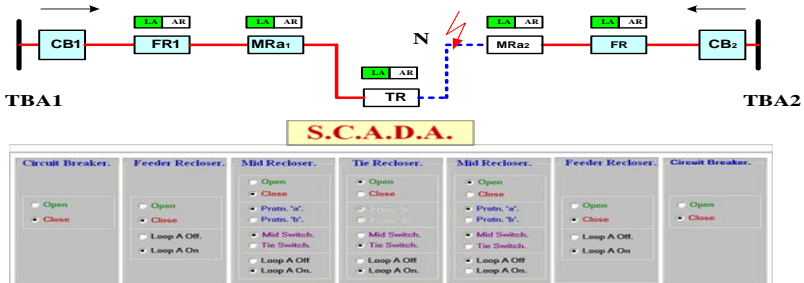 LA AR LA AR LA AR LA AR
CB1 FR1 MRa1 N MRa2 FR CB2
LA AR
TR
TBA1 TBA2
S.C.A.D.A.
Circuit Breaker. Feeder Recloser. Mid Recloser. Tie Recloser. Mid Recloser. Feeder Recloser. Circuit Breaker.
Open Open Open Open Open Open Open
Close Close Close Close Close Close Close
Protn. 'a'. Protn. 'a'.
Protn. 'b'. Protn. 'b'.
Loop A Off. Mid Switch. Mid Switch. Mid Switch. Loop A Off
Loop A On Tie Switch. Tie Switch. Tie Switch. Loop A On
Loop A Off Loop A Off Loop A Off
Loop A On. Loop A On. Loop A On.